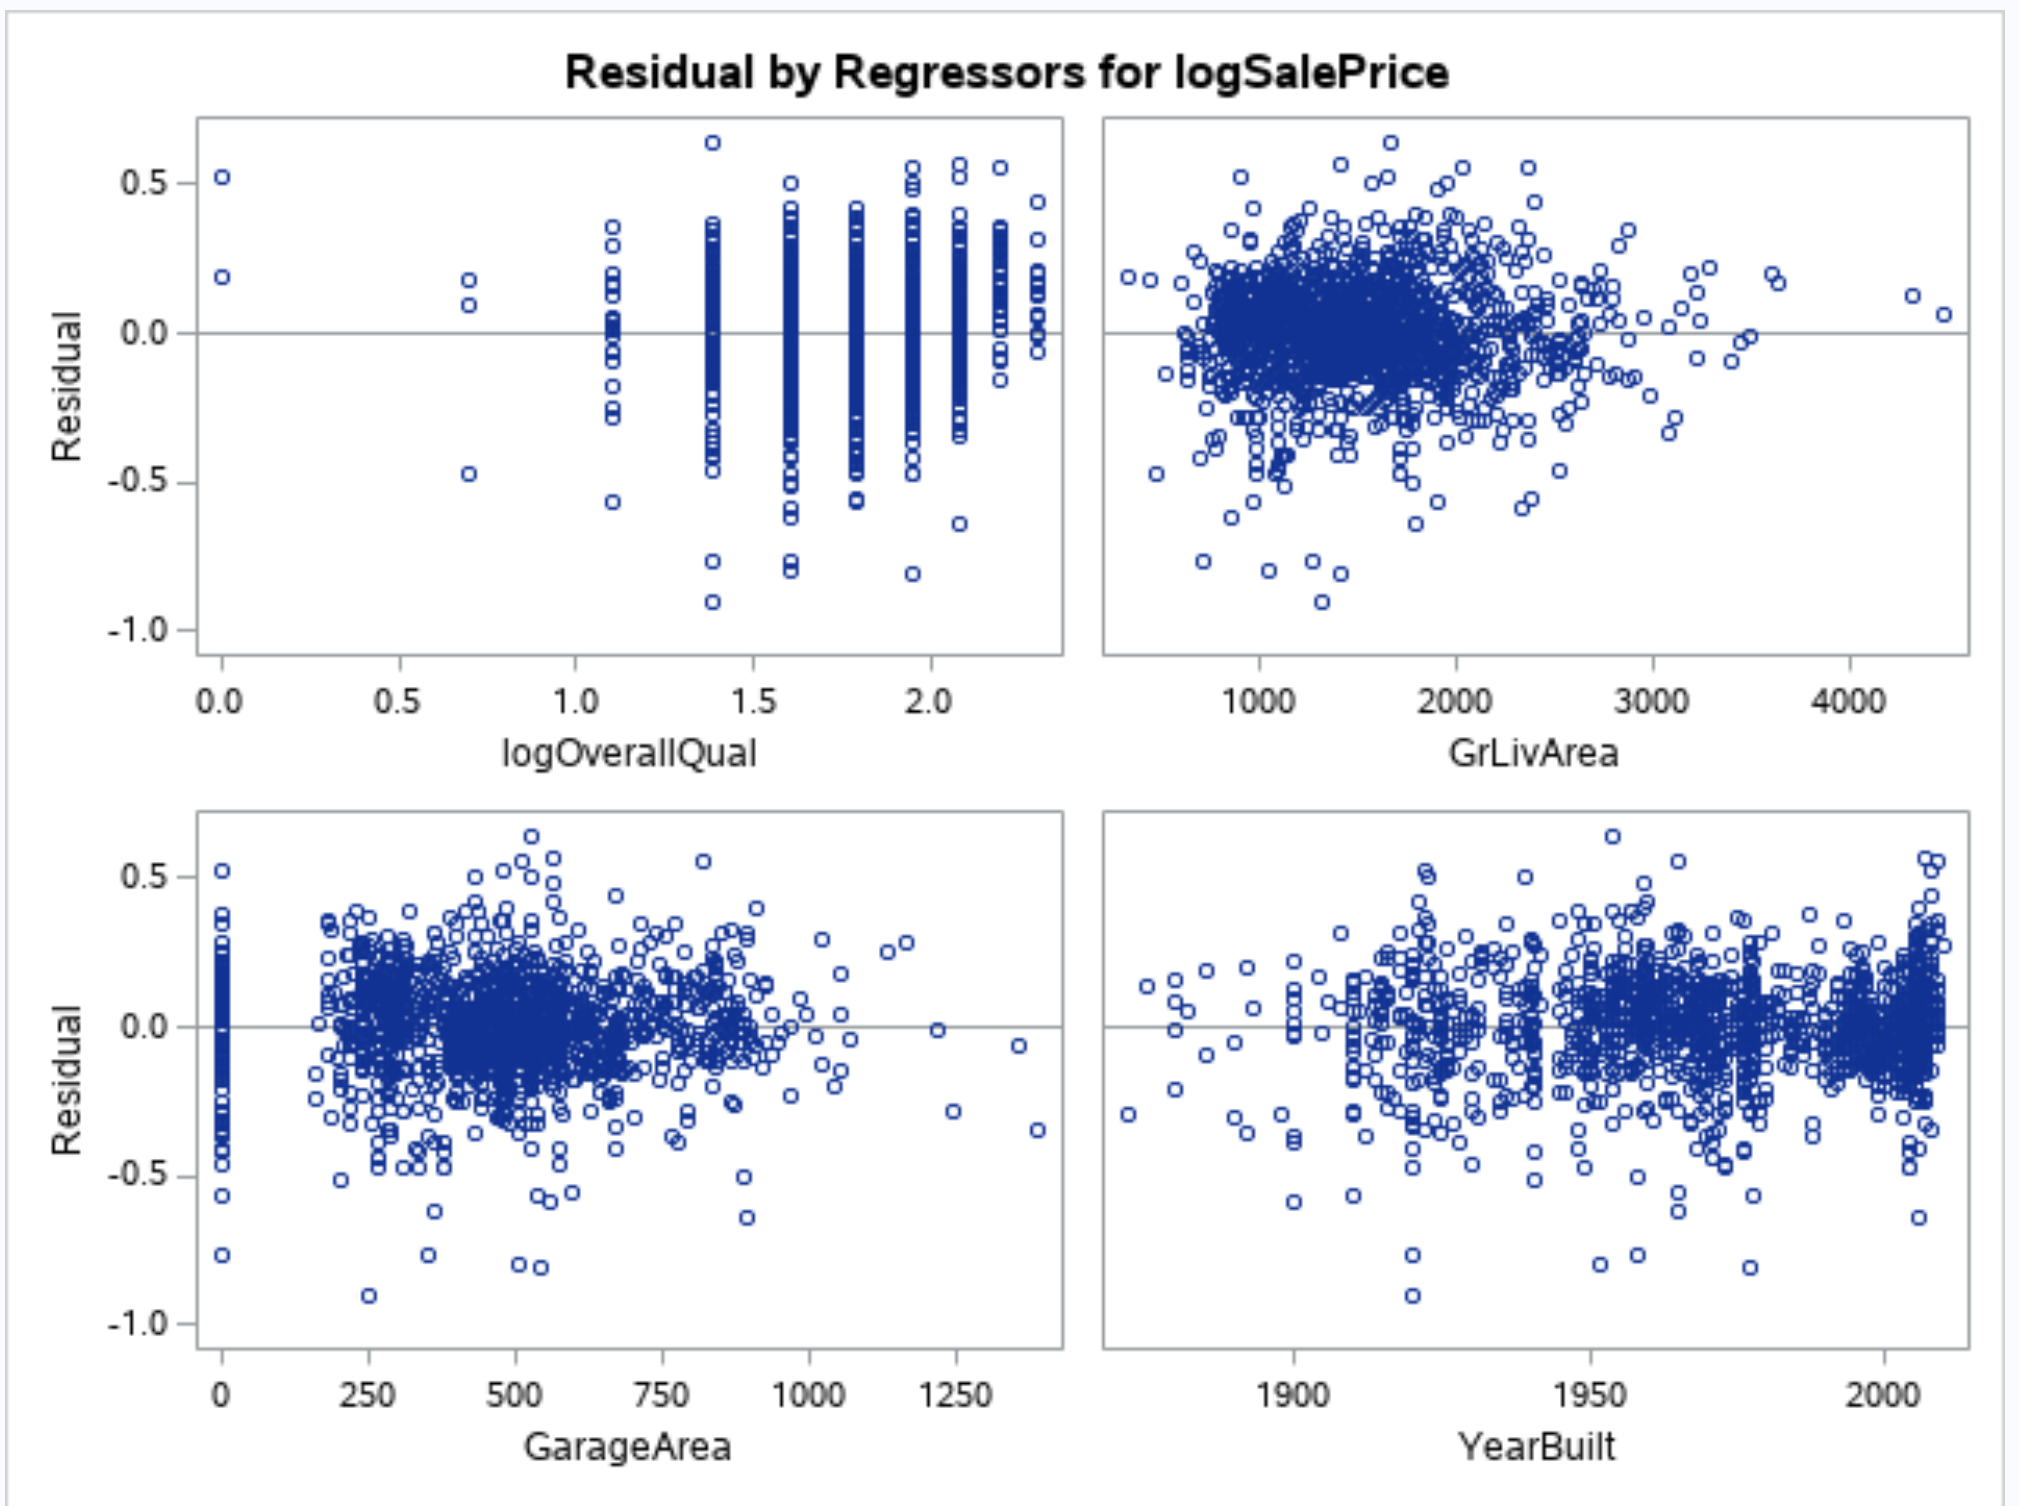 Residual by Regressors for logSalePrice
Residual
0.5
0.0
-0.5
-1.0
0.0 0.5 1.0 1.5 2.0
logOverallQual
1000 2000 3000 4000
GrLivArea
Residual
0.5
0.0
-0.5
-1.0
0 250 500 750 1000 1250
GarageArea
1900 1950 2000
YearBuilt